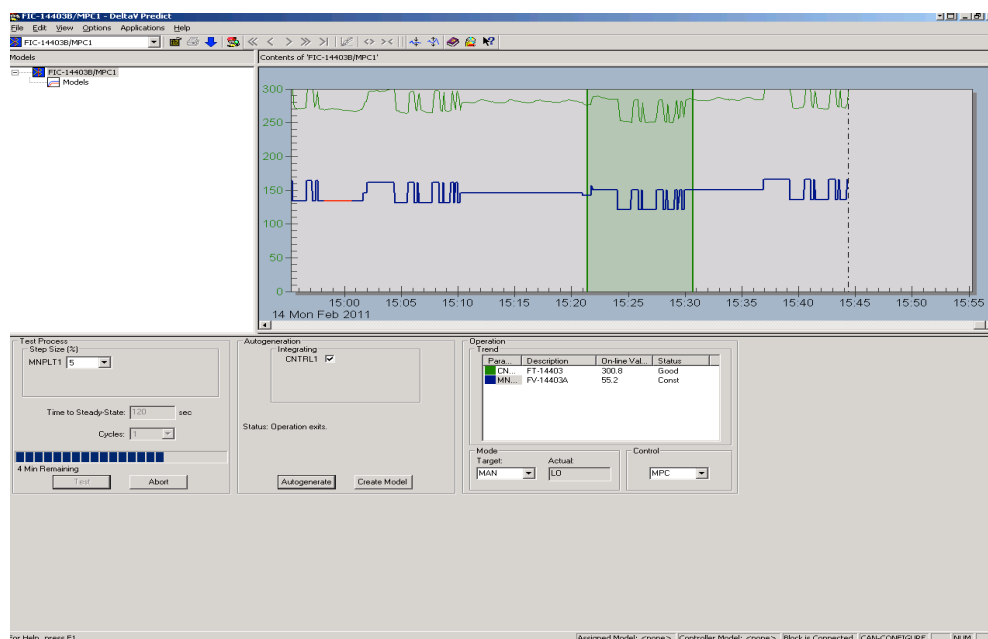 FIC-14403B/MPC1 - DeltaV Predict
File Edit View Options Applications Help
FIC-14403B/MPC1
Models
Contents of 'FIC-14403B/MPC1'
FIC-14403B/MPC1
Models
300
250
200
150
100
50
0
15:00 15:05 15:10 15:15 15:20 15:25 15:30 15:35 15:40 15:45 15:50 15:55
14 Mon Feb 2011
Test Process
Step Size (%)
MNPLT1 5
Time to Steady-State: 120 sec
Cycles: 1
4 Min Remaining
Test Abort
Autogeneration
Integrating
CNTRL1
Status: Operation exits.
Autogenerate Create Model
Operation
Trend
Para... Description On-line Val... Status
CN... FT-14403 300.8 Good
MN... FV-14403A 55.2 Const
Mode
Target: Actual:
MAN LO
Control
MPC
For Help, press F1
Assigned Model: <none> Controller Model: <none> Block is Connected CAN-CONFIGURE NUM